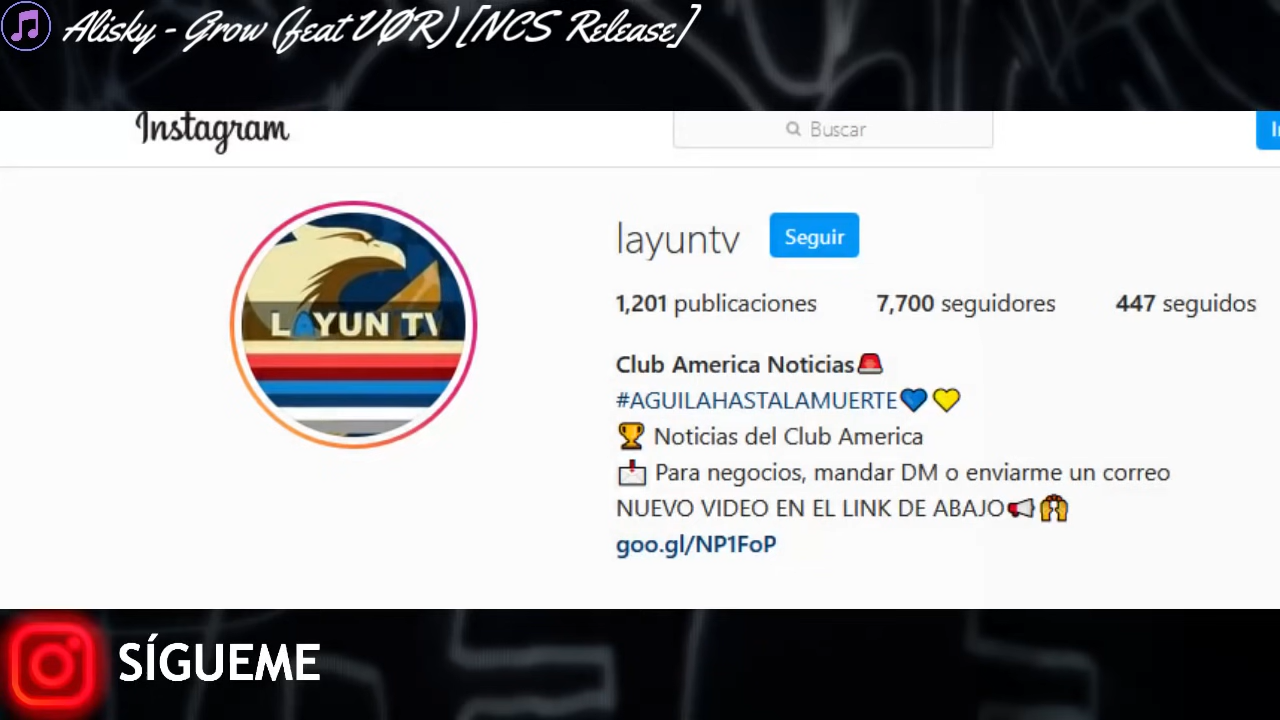 Alisky - Grow (feat VØR) [NCS Release]
Instagram
Buscar
layuntv
Seguir
1,201 publicaciones 7,700 seguidores 447 seguidos
LAYUN TV
Club America Noticias🚨
#AGUILAHASTALAMUERTE💙💛
🏆 Noticias del Club America
📩 Para negocios, mandar DM o enviarme un correo
NUEVO VIDEO EN EL LINK DE ABAJO📢🙌
goo.gl/NP1FoP
SÍGUEME